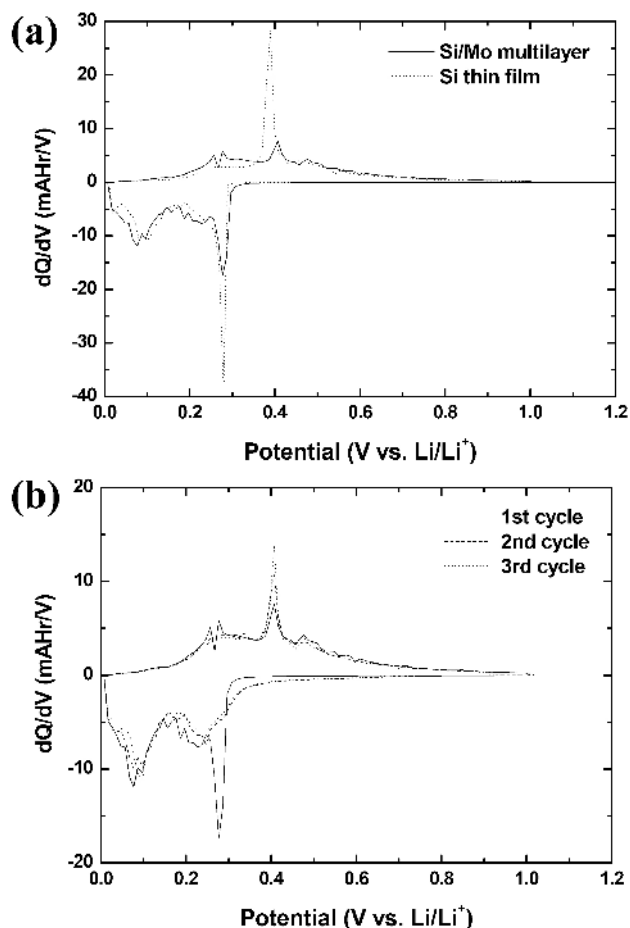 (a)
30
20
10
0
-10
-20
-30
-40
dQ/dV (mAHr/V)
Si/Mo multilayer
Si thin film
0.0 0.2 0.4 0.6 0.8 1.0 1.2
Potential (V vs. Li/Li⁺)
(b)
20
10
0
-10
-20
dQ/dV (mAHr/V)
1st cycle
2nd cycle
3rd cycle
0.0 0.2 0.4 0.6 0.8 1.0 1.2
Potential (V vs. Li/Li⁺)